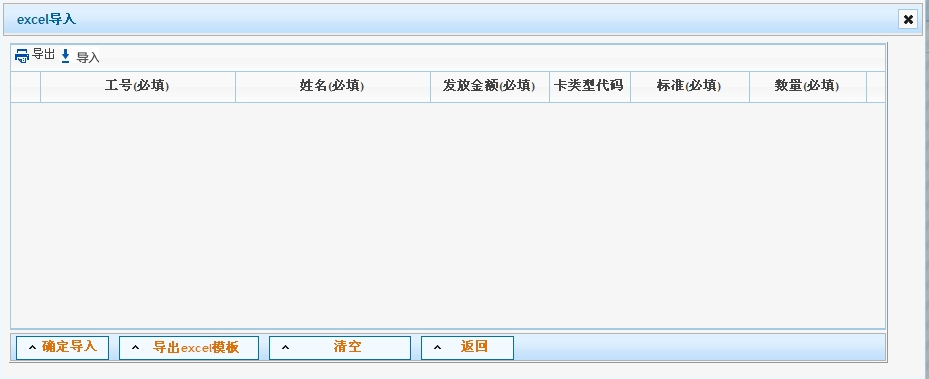 excel导入
导出 导入
工号(必填) 姓名(必填) 发放金额(必填) 卡类型代码 标准(必填) 数量(必填)
确定导入 导出excel模板 清空 返回